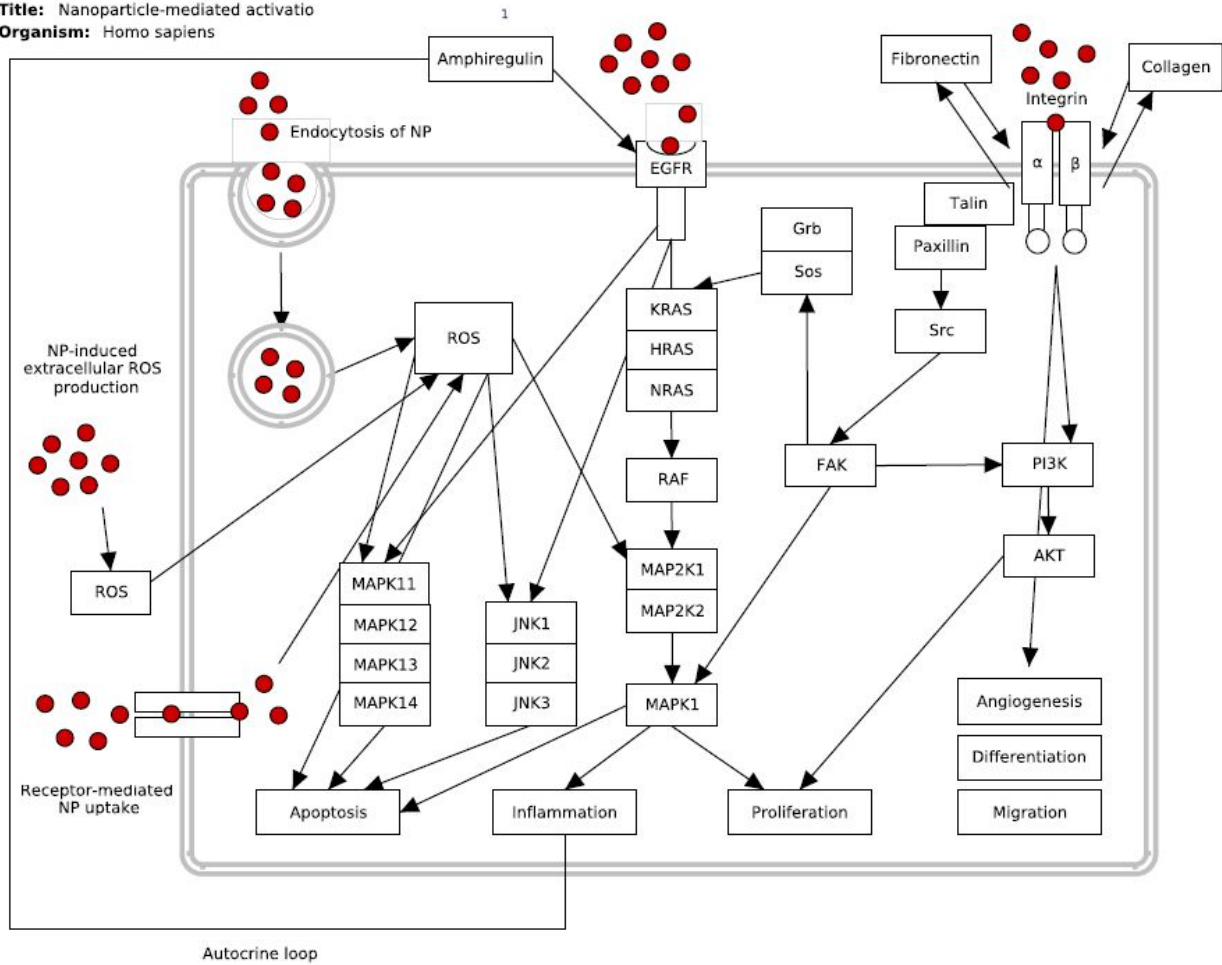 Title: Nanoparticle-mediated activatio
1
Organism: Homo sapiens
Amphiregulin
Fibronectin
Collagen
Integrin
Endocytosis of NP
EGFR
α
β
Talin
Grb
Paxillin
Sos
KRAS
Src
ROS
HRAS
NP-induced
extracellular ROS
production
NRAS
FAK
PI3K
RAF
AKT
MAP2K1
ROS
MAPK11
MAP2K2
MAPK12
JNK1
MAPK13
JNK2
MAPK14
JNK3
MAPK1
Angiogenesis
Differentiation
Receptor-mediated
NP uptake
Apoptosis
Inflammation
Proliferation
Migration
Autocrine loop